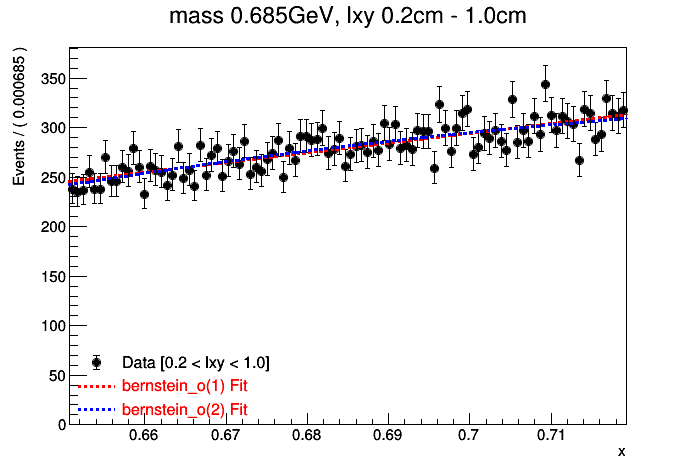 mass 0.685GeV, lxy 0.2cm - 1.0cm
Events / ( 0.000685 )
350
300
250
200
150
100
50
0
Data [0.2 < lxy < 1.0]
bernstein_o(1) Fit
bernstein_o(2) Fit
0.66 0.67 0.68 0.69 0.7 0.71
x